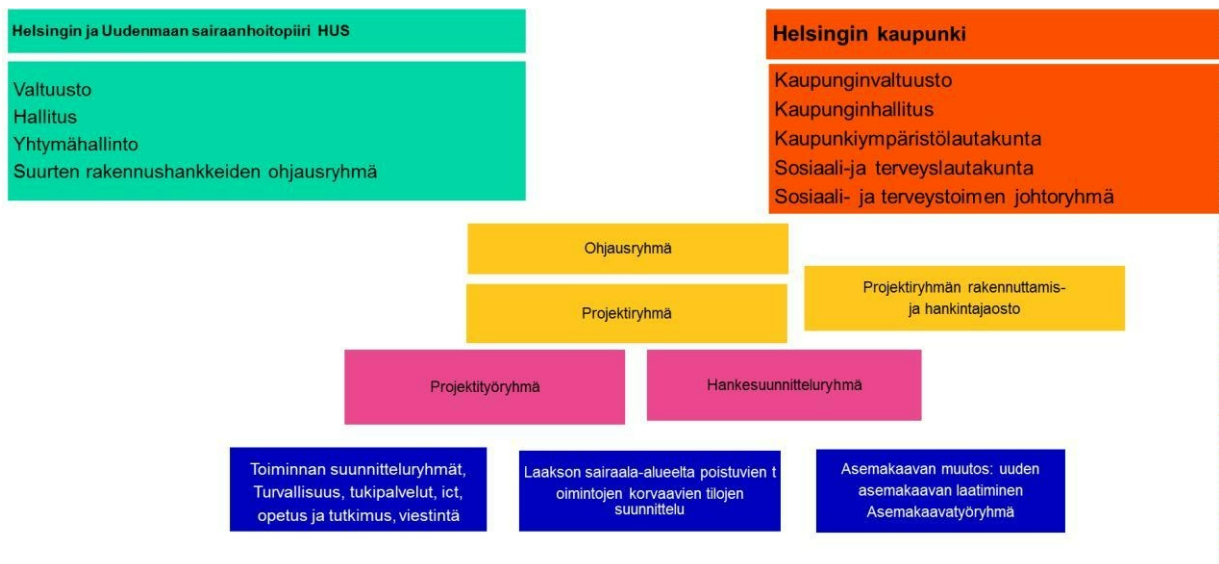 Helsingin ja Uudenmaan sairaanhoitopiiri HUS
Valtuusto
Hallitus
Yhtymähallinto
Suurten rakennushankkeiden ohjausryhmä
Helsingin kaupunki
Kaupunginvaltuusto
Kaupunginhallitus
Kaupunkiympäristölautakunta
Sosiaali-ja terveyslautakunta
Sosiaali- ja terveystoimen johtoryhmä
Ohjausryhmä
Projektiryhmän rakennuttamis-
ja hankintajaosto
Projektiryhmä
Projektityöryhmä
Hankesuunnitteluryhmä
Toiminnan suunnitteluryhmät,
Turvallisuus, tukipalvelut, ict,
opetus ja tutkimus, viestintä
Laakson sairaala-alueelta poistuvien t
oimintojen korvaavien tilojen
suunnittelu
Asemakaavan muutos: uuden
asemakaavan laatiminen
Asemakaavatyöryhmä